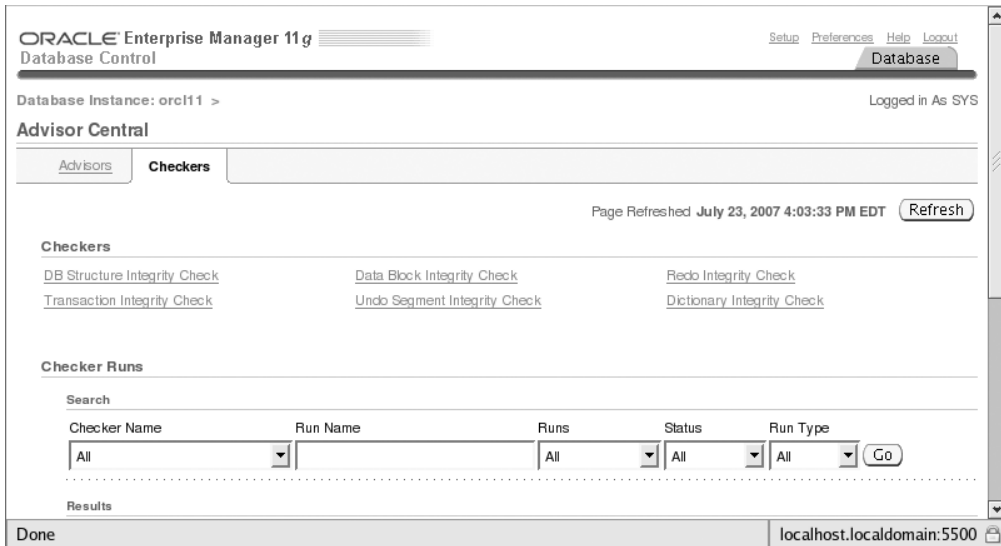 ORACLE Enterprise Manager 11g
Database Control
Setup Preferences Help Logout
Database
Database Instance: orcl11 >
Logged in As SYS
Advisor Central
Advisors
Checkers
Page Refreshed July 23, 2007 4:03:33 PM EDT
Refresh
Checkers
DB Structure Integrity Check Data Block Integrity Check Redo Integrity Check
Transaction Integrity Check Undo Segment Integrity Check Dictionary Integrity Check
Checker Runs
Search
Checker Name Run Name Runs Status Run Type
All All All All Go
Results
Done
localhost.localdomain:5500